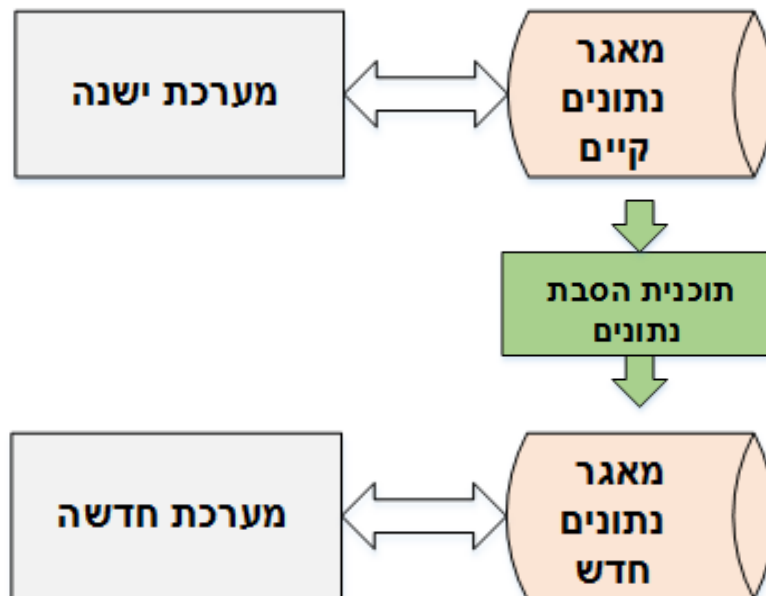 מערכת ישנה
מאגר
נתונים
קיים
תוכנית הסבת
נתונים
מערכת חדשה
מאגר
נתונים
חדש